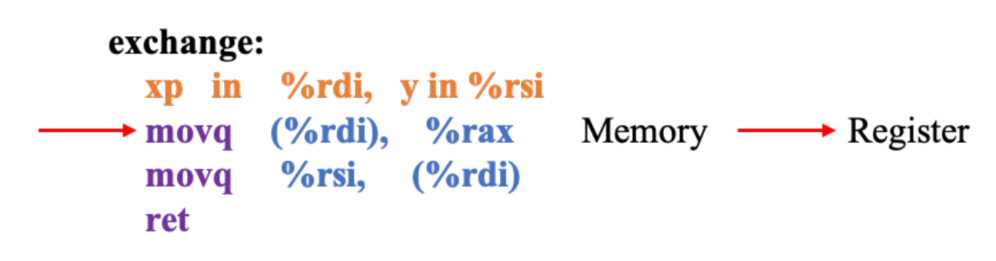 exchange:
xp in %rdi, y in %rsi
movq (%rdi), %rax Memory Register
movq %rsi, (%rdi)
ret